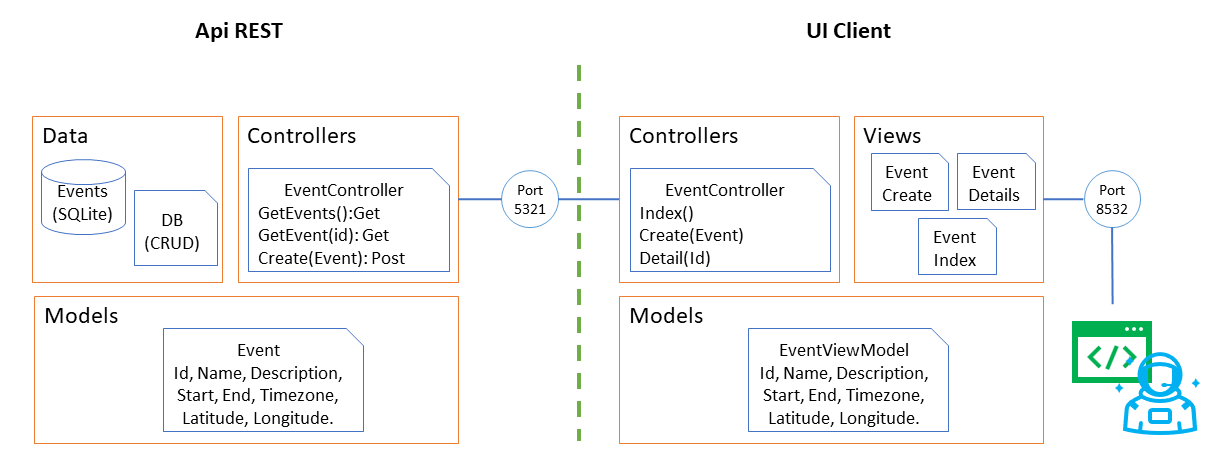 Api REST
UI Client
Data
Events
(SQLite)
DB
(CRUD)
Controllers
EventController
GetEvents():Get
GetEvent(id): Get
Create(Event): Post
Port
5321
Models
Event
Id, Name, Description,
Start, End, Timezone,
Latitude, Longitude.
Controllers
EventController
Index()
Create(Event)
Detail(Id)
Views
Event
Create
Event
Details
Event
Index
Port
8532
Models
EventViewModel
Id, Name, Description,
Start, End, Timezone,
Latitude, Longitude.
</>